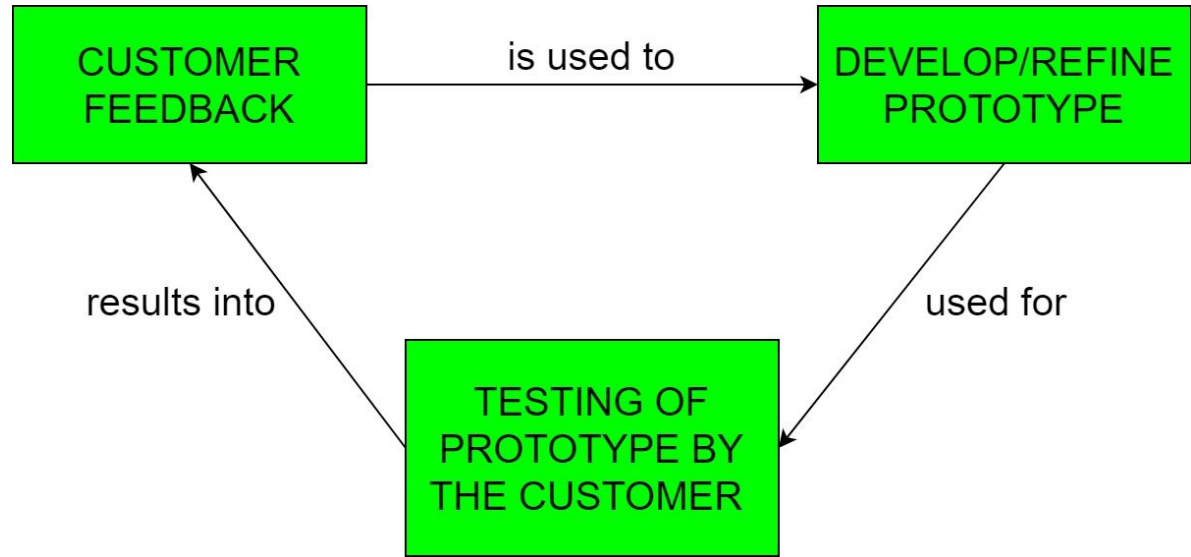 CUSTOMER
FEEDBACK
is used to
DEVELOP/REFINE
PROTOTYPE
results into
used for
TESTING OF
PROTOTYPE BY
THE CUSTOMER